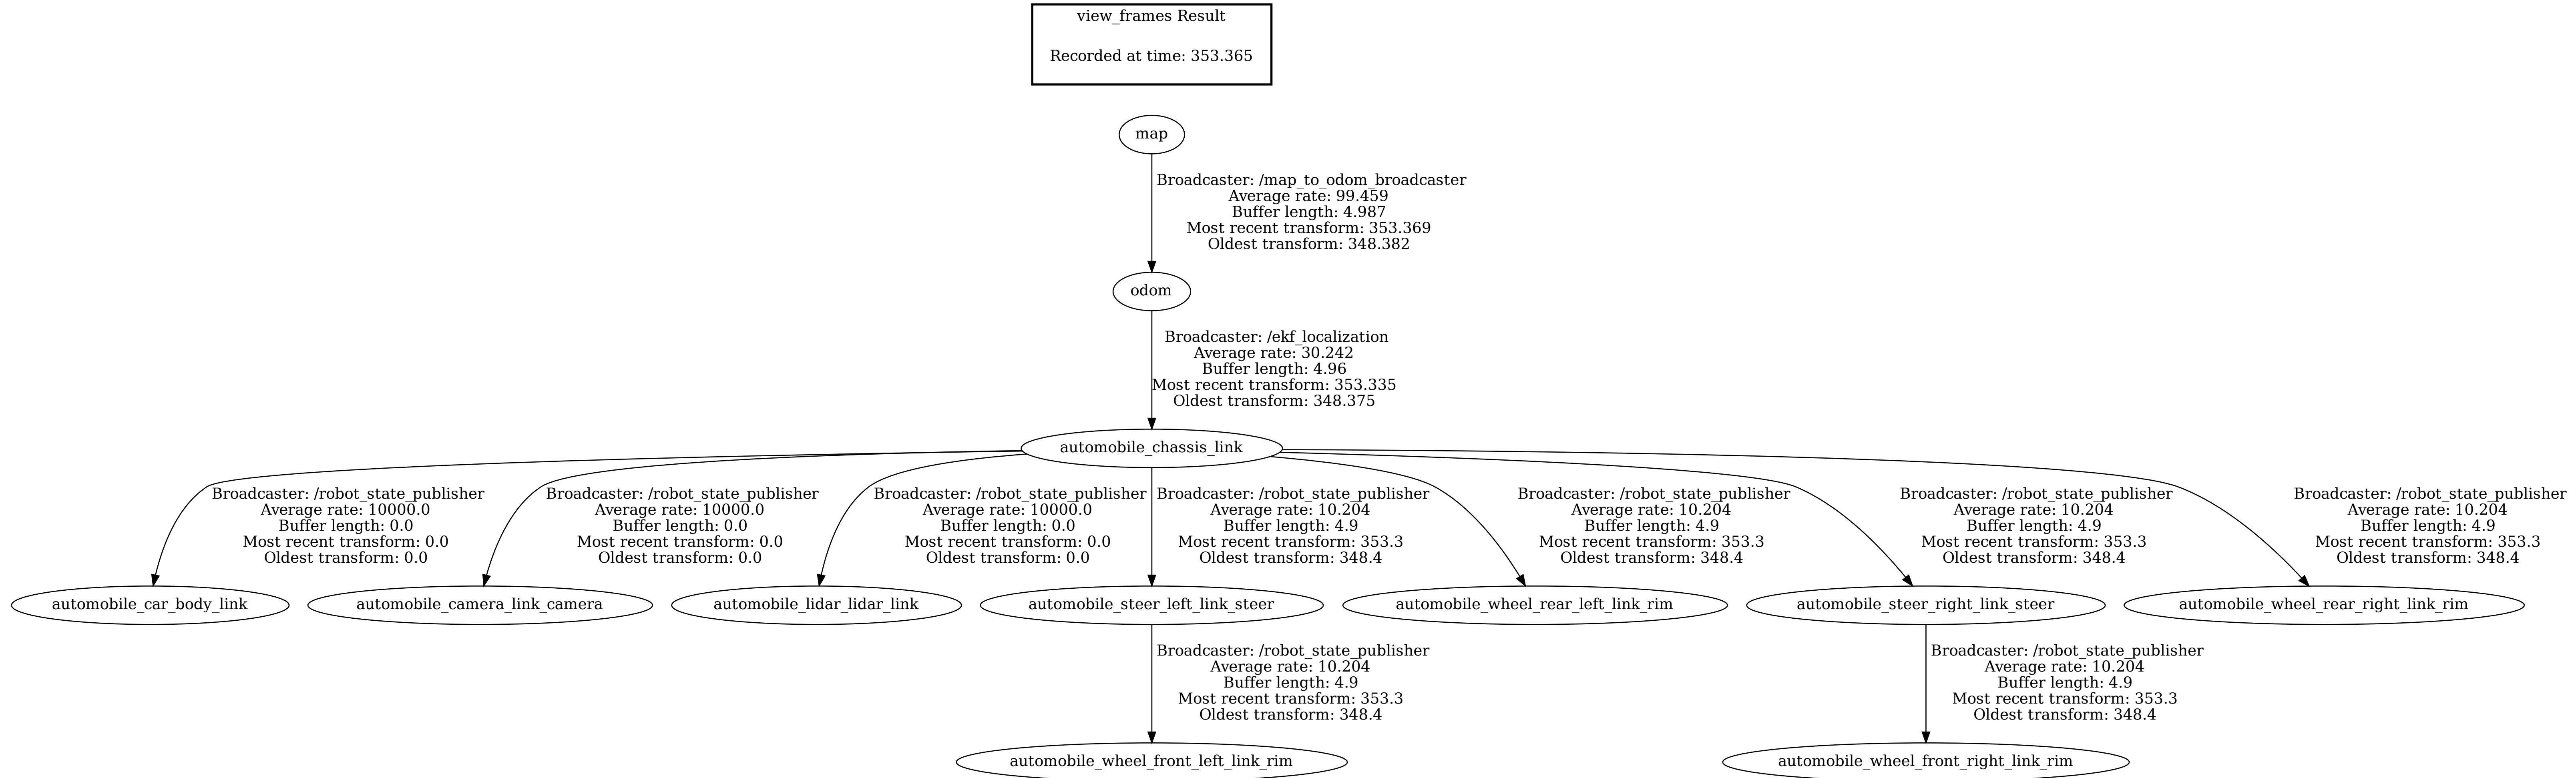 view_frames Result
Recorded at time: 353.365
map
Broadcaster: /map_to_odom_broadcaster
Average rate: 99.459
Buffer length: 4.987
Most recent transform: 353.369
Oldest transform: 348.382
odom
Broadcaster: /ekf_localization
Average rate: 30.242
Buffer length: 4.96
Most recent transform: 353.335
Oldest transform: 348.375
automobile_chassis_link
Broadcaster: /robot_state_publisher
Average rate: 10000.0
Buffer length: 0.0
Most recent transform: 0.0
Oldest transform: 0.0
Broadcaster: /robot_state_publisher
Average rate: 10000.0
Buffer length: 0.0
Most recent transform: 0.0
Oldest transform: 0.0
Broadcaster: /robot_state_publisher
Average rate: 10000.0
Buffer length: 0.0
Most recent transform: 0.0
Oldest transform: 0.0
Broadcaster: /robot_state_publisher
Average rate: 10.204
Buffer length: 4.9
Most recent transform: 353.3
Oldest transform: 348.4
Broadcaster: /robot_state_publisher
Average rate: 10.204
Buffer length: 4.9
Most recent transform: 353.3
Oldest transform: 348.4
Broadcaster: /robot_state_publisher
Average rate: 10.204
Buffer length: 4.9
Most recent transform: 353.3
Oldest transform: 348.4
Broadcaster: /robot_state_publisher
Average rate: 10.204
Buffer length: 4.9
Most recent transform: 353.3
Oldest transform: 348.4
automobile_car_body_link
automobile_camera_link_camera
automobile_lidar_lidar_link
automobile_steer_left_link_steer
automobile_wheel_rear_left_link_rim
automobile_steer_right_link_steer
automobile_wheel_rear_right_link_rim
Broadcaster: /robot_state_publisher
Average rate: 10.204
Buffer length: 4.9
Most recent transform: 353.3
Oldest transform: 348.4
Broadcaster: /robot_state_publisher
Average rate: 10.204
Buffer length: 4.9
Most recent transform: 353.3
Oldest transform: 348.4
automobile_wheel_front_left_link_rim
automobile_wheel_front_right_link_rim